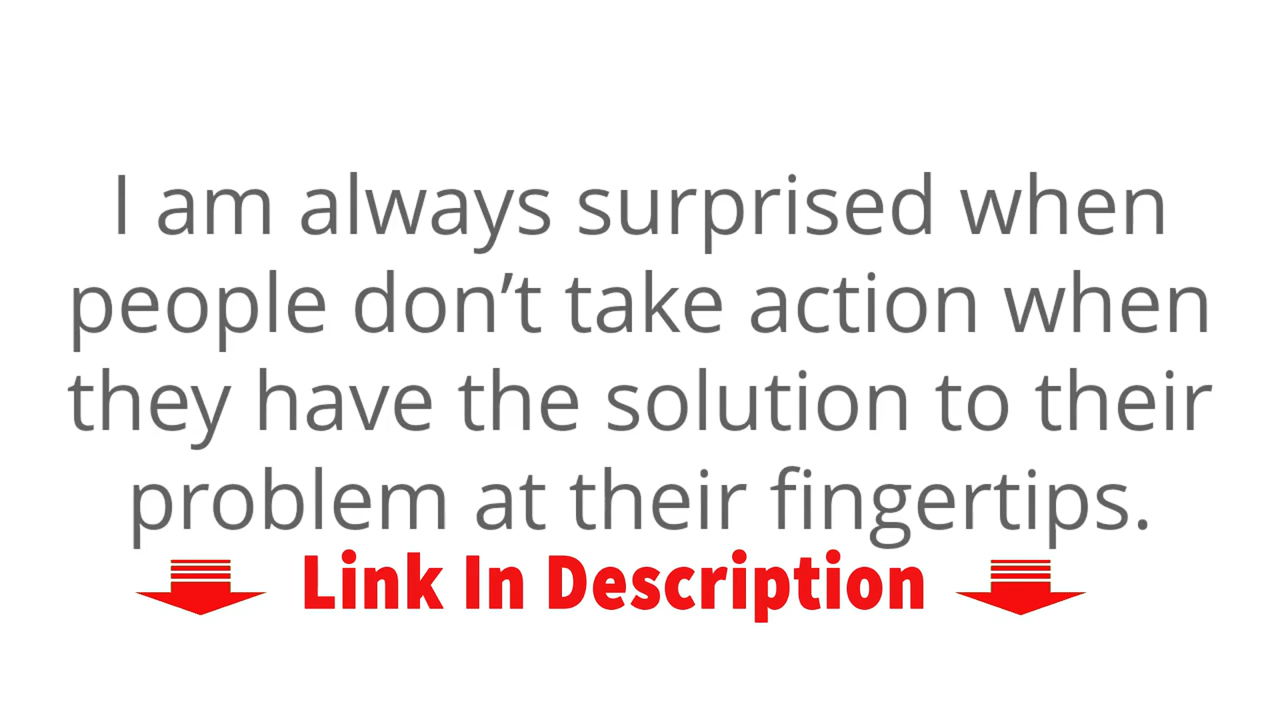 I am always surprised when
people don’t take action when
they have the solution to their
problem at their fingertips.
Link In Description